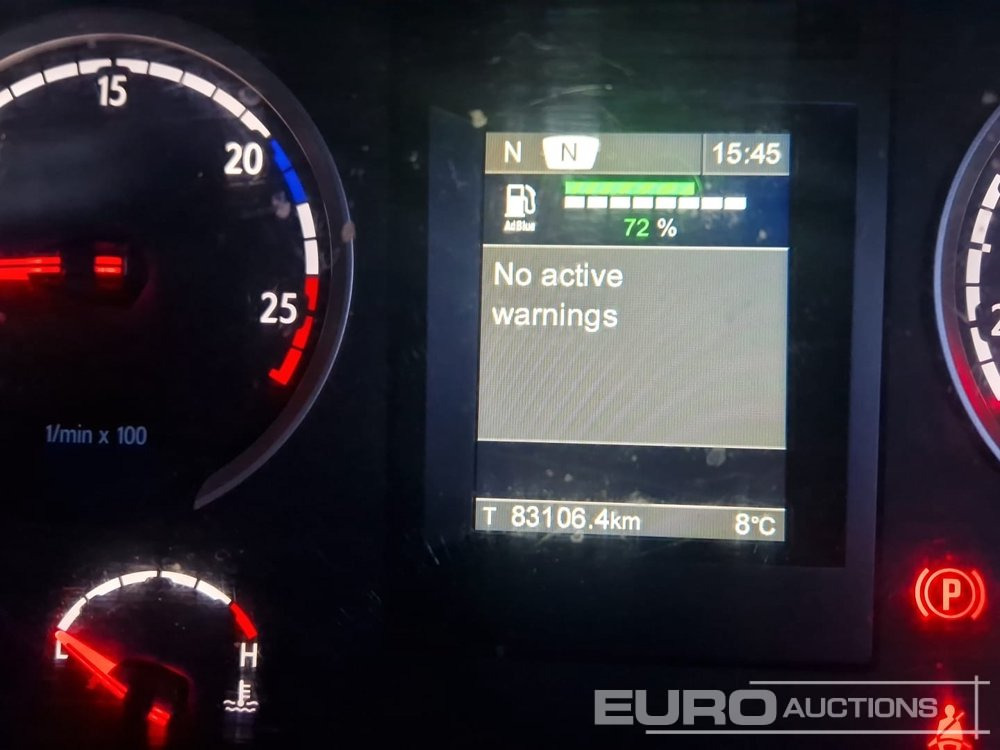 15
20
25
1/min x 100
L
H
N N 15:45
AdBlue
72 %
No active
warnings
T 83106.4km 8°C
P
EURO AUCTIONS